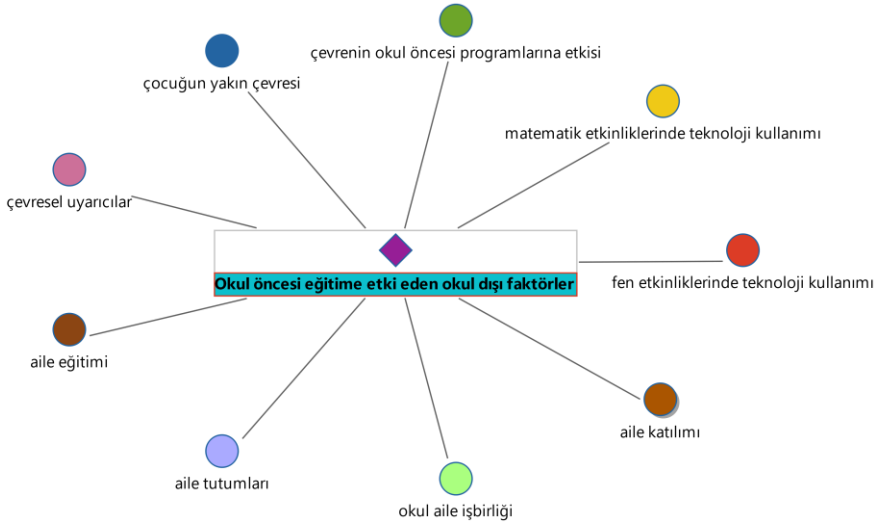 çevrenin okul öncesi programlarına etkisi
çocuğun yakın çevresi
matematik etkinliklerinde teknoloji kullanımı
çevresel uyarıcılar
Okul öncesi eğitime etki eden okul dışı faktörler
fen etkinliklerinde teknoloji kullanımı
aile eğitimi
aile katılımı
aile tutumları
okul aile işbirliği